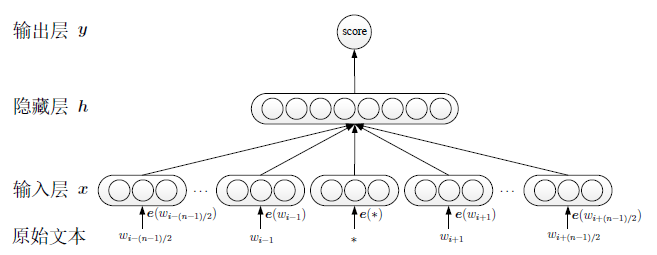 输出层 y
score
隐藏层 h
输入层 x
... ...
e(w_{i-(n-1)/2}) e(w_{i-1}) e(*) e(w_{i+1}) e(w_{i+(n-1)/2})
原始文本 w_{i-(n-1)/2} w_{i-1} * w_{i+1} w_{i+(n-1)/2}